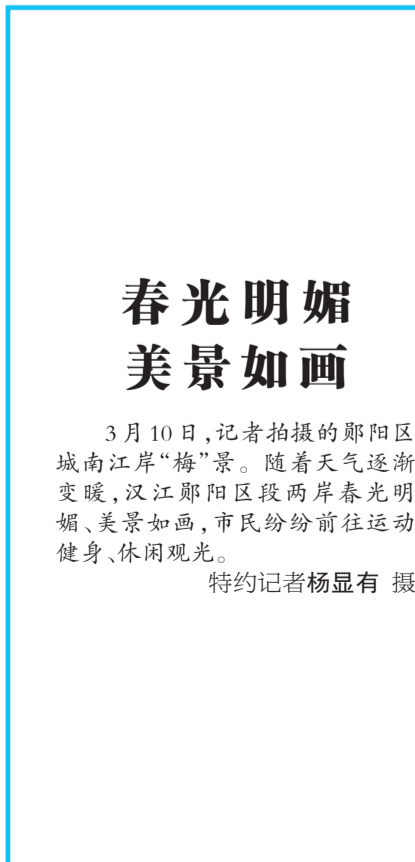 春光明媚
美景如画
3月10日,记者拍摄的郧阳区
城南江岸“梅”景。随着天气逐渐
变暖,汉江郧阳区段两岸春光明
媚、美景如画,市民纷纷前往运动
健身、休闲观光。
特约记者杨显有 摄